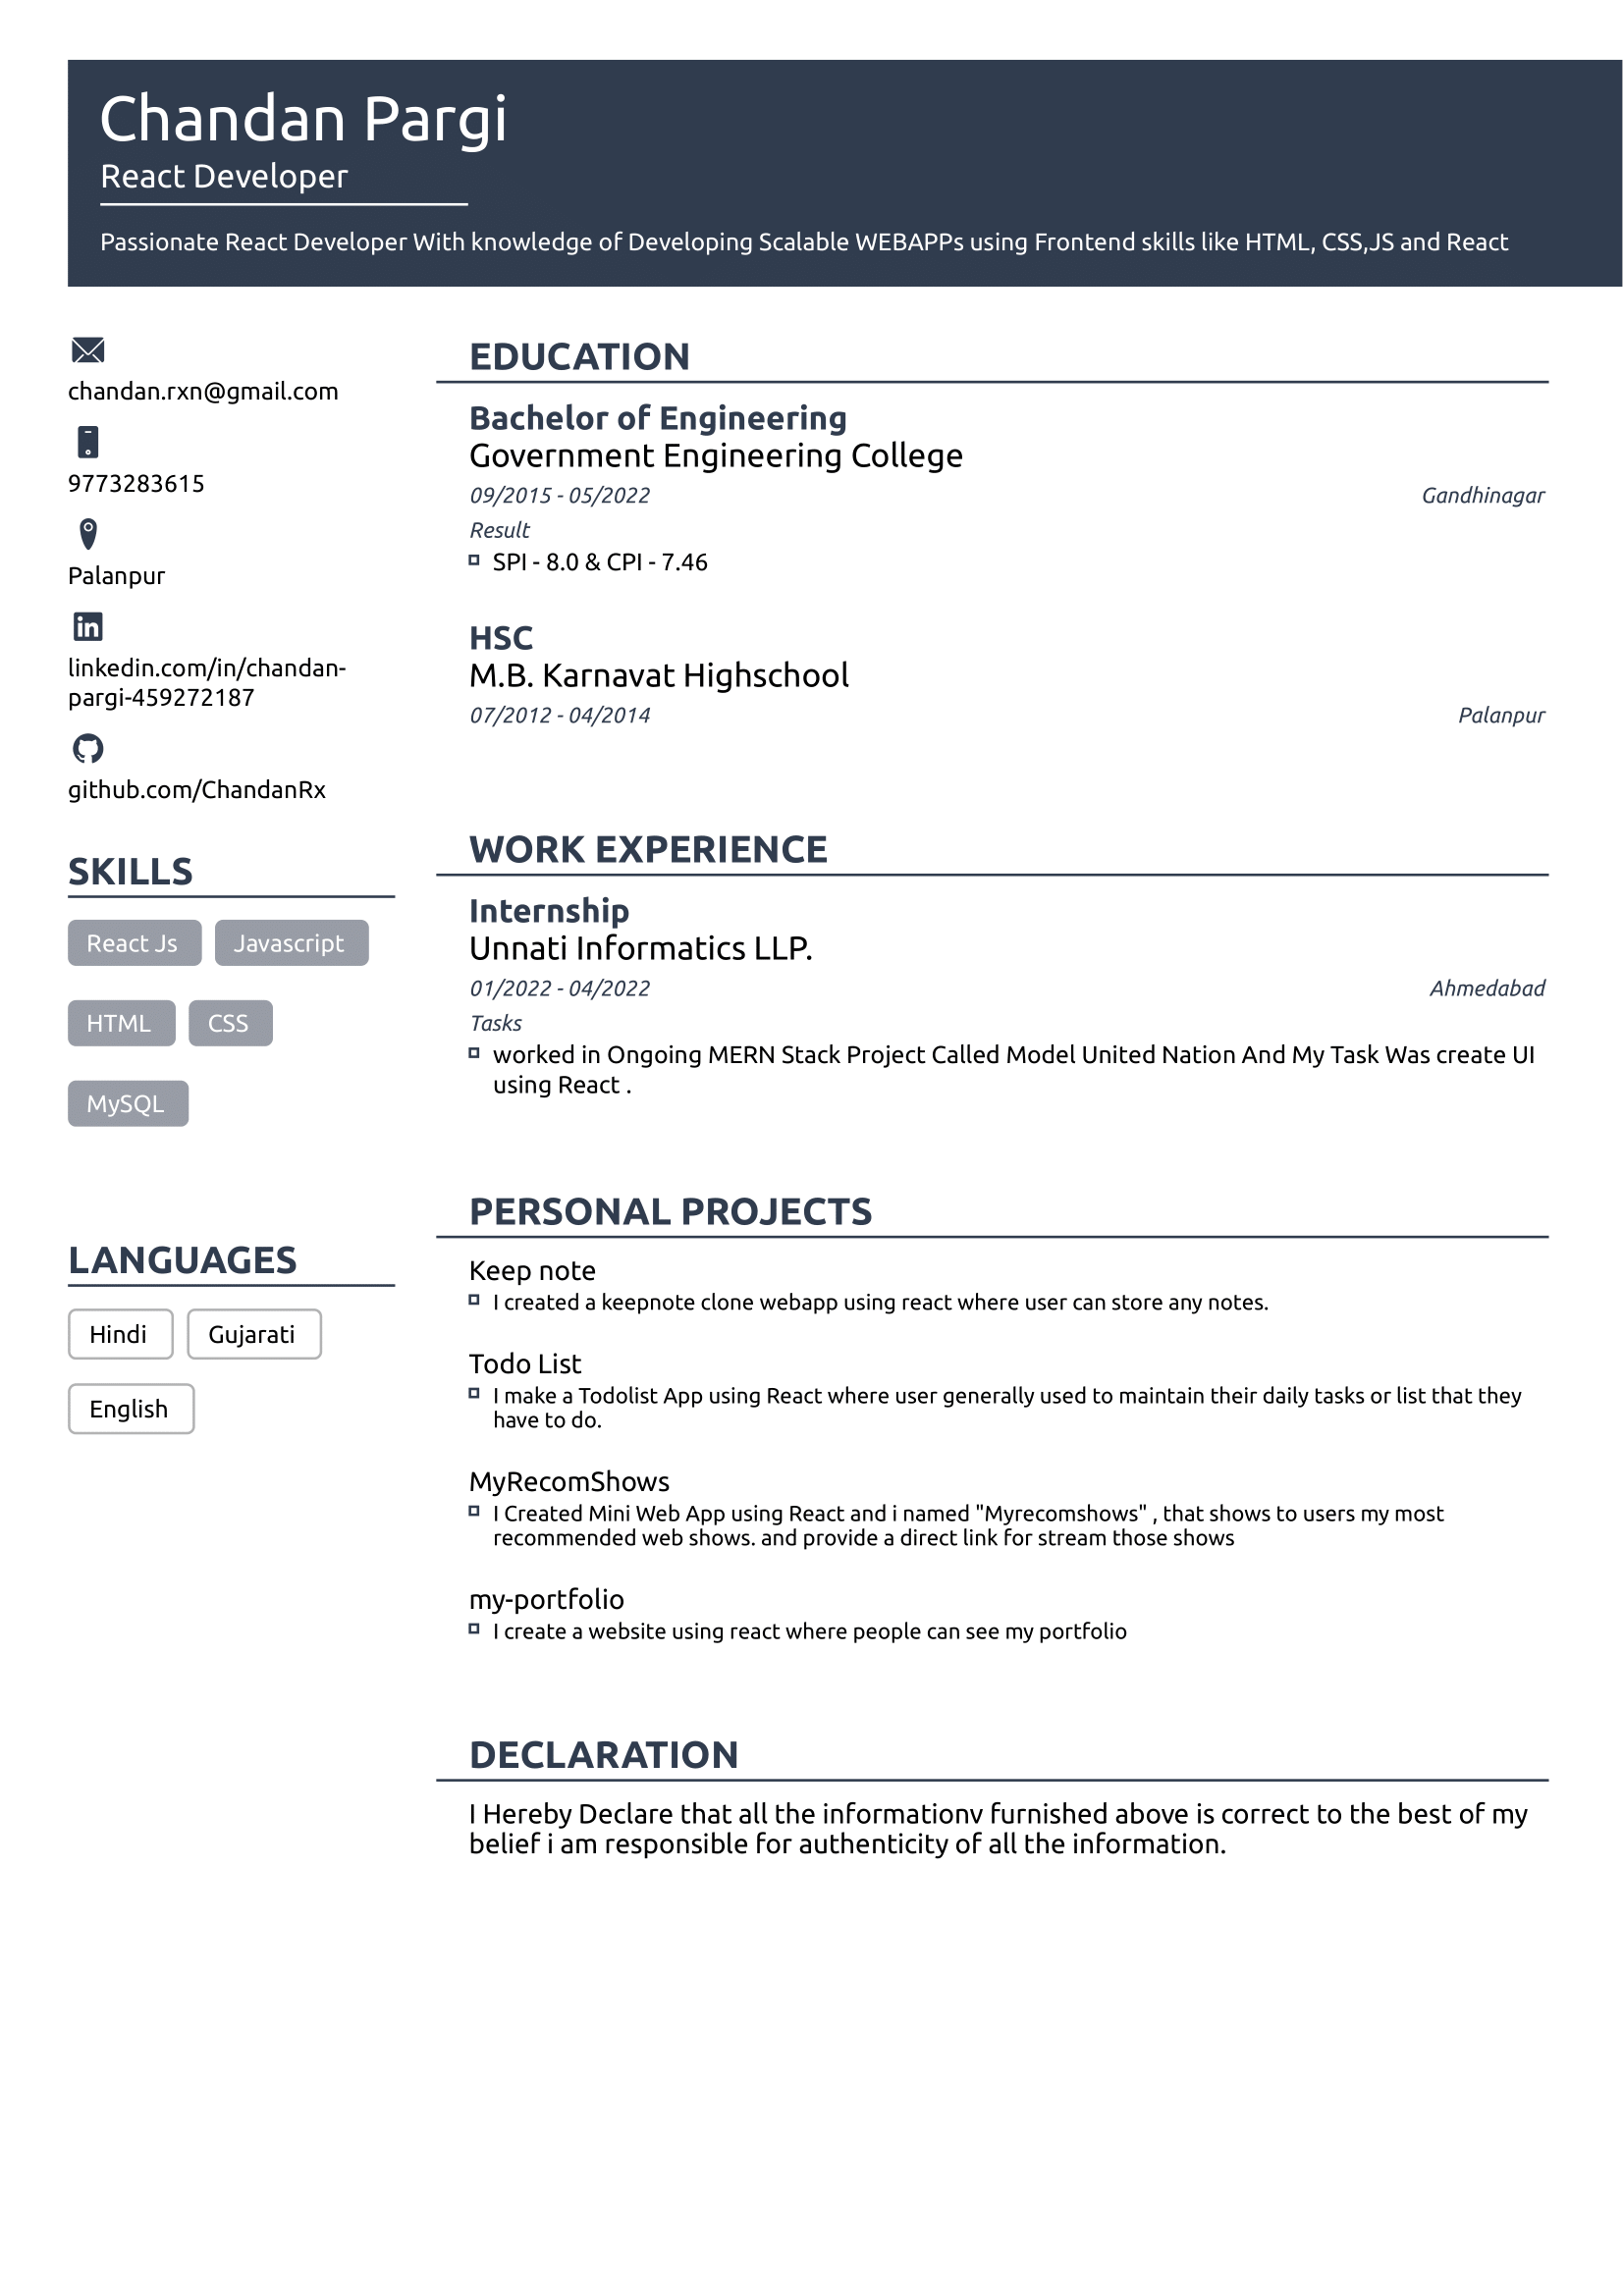 Chandan Pargi
React Developer
Passionate React Developer With knowledge of Developing Scalable WEBAPPs using Frontend skills like HTML, CSS,JS and React
chandan.rxn@gmail.com
9773283615
Palanpur
linkedin.com/in/chandan-
pargi-459272187
github.com/ChandanRx
SKILLS
React Js Javascript
HTML CSS
MySQL
LANGUAGES
Hindi Gujarati
English
EDUCATION
Bachelor of Engineering
Government Engineering College
09/2015 - 05/2022 Gandhinagar
Result
SPI - 8.0 & CPI - 7.46
HSC
M.B. Karnavat Highschool
07/2012 - 04/2014 Palanpur
WORK EXPERIENCE
Internship
Unnati Informatics LLP.
01/2022 - 04/2022 Ahmedabad
Tasks
worked in Ongoing MERN Stack Project Called Model United Nation And My Task Was create UI
using React .
PERSONAL PROJECTS
Keep note
I created a keepnote clone webapp using react where user can store any notes.
Todo List
I make a Todolist App using React where user generally used to maintain their daily tasks or list that they
have to do.
MyRecomShows
I Created Mini Web App using React and i named "Myrecomshows" , that shows to users my most
recommended web shows. and provide a direct link for stream those shows
my-portfolio
I create a website using react where people can see my portfolio
DECLARATION
I Hereby Declare that all the informationv furnished above is correct to the best of my
belief i am responsible for authenticity of all the information.